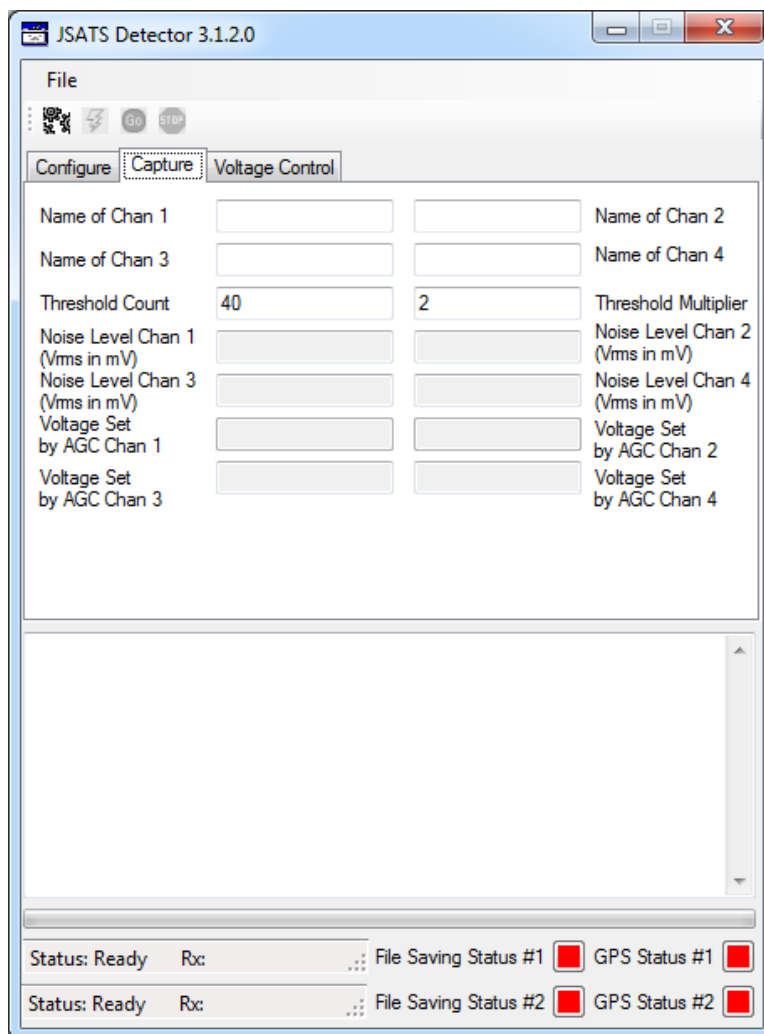 JSATS Detector 3.1.2.0
File
Go STOP
Configure Capture Voltage Control
Name of Chan 1 Name of Chan 2
Name of Chan 3 Name of Chan 4
Threshold Count 40 2 Threshold Multiplier
Noise Level Chan 1 Noise Level Chan 2
(Vrms in mV) (Vrms in mV)
Noise Level Chan 3 Noise Level Chan 4
(Vrms in mV) (Vrms in mV)
Voltage Set Voltage Set
by AGC Chan 1 by AGC Chan 2
Voltage Set Voltage Set
by AGC Chan 3 by AGC Chan 4
Status: Ready Rx: File Saving Status #1 GPS Status #1
Status: Ready Rx: File Saving Status #2 GPS Status #2